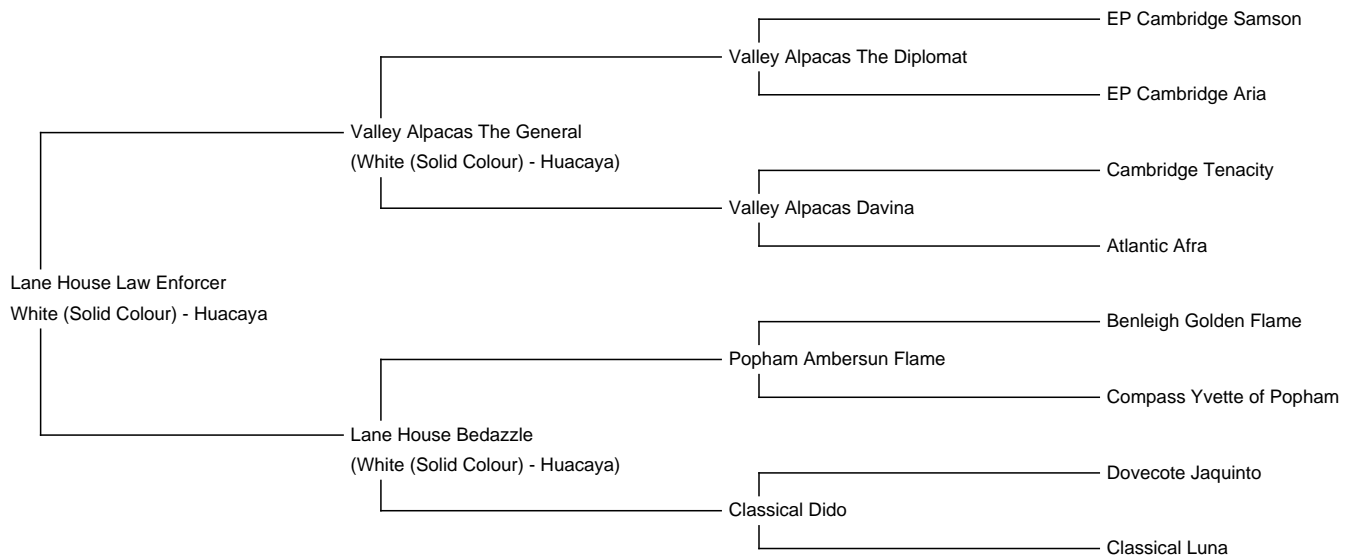 EP Cambridge Samson
Valley Alpacas The Diplomat
EP Cambridge Aria
Valley Alpacas The General
(White (Solid Colour) - Huacaya)
Cambridge Tenacity
Valley Alpacas Davina
Atlantic Afra
Lane House Law Enforcer
White (Solid Colour) - Huacaya
Benleigh Golden Flame
Popham Ambersun Flame
Compass Yvette of Popham
Lane House Bedazzle
(White (Solid Colour) - Huacaya)
Dovecote Jaquinto
Classical Dido
Classical Luna